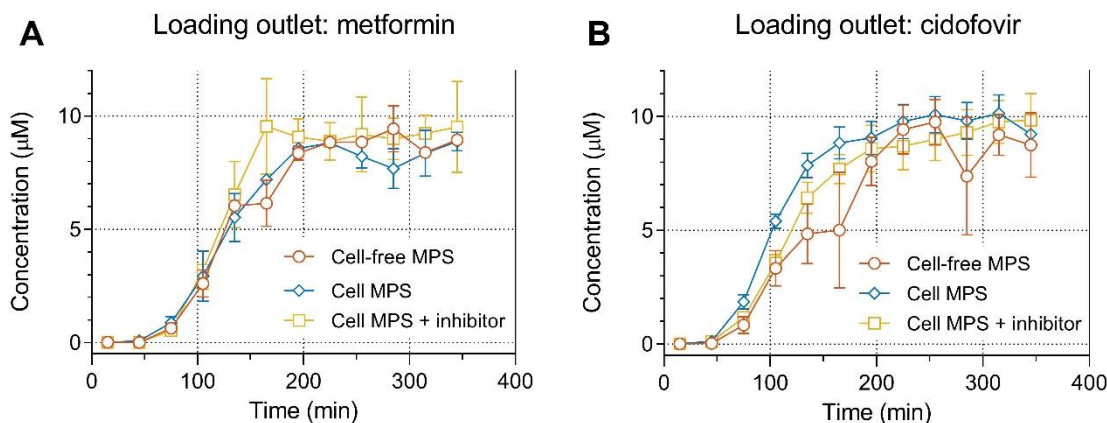 A
Loading outlet: metformin
Concentration (µM)
10
5
0
Cell-free MPS
Cell MPS
Cell MPS + inhibitor
0 100 200 300 400
Time (min)
B
Loading outlet: cidofovir
Concentration (µM)
10
5
0
Cell-free MPS
Cell MPS
Cell MPS + inhibitor
0 100 200 300 400
Time (min)